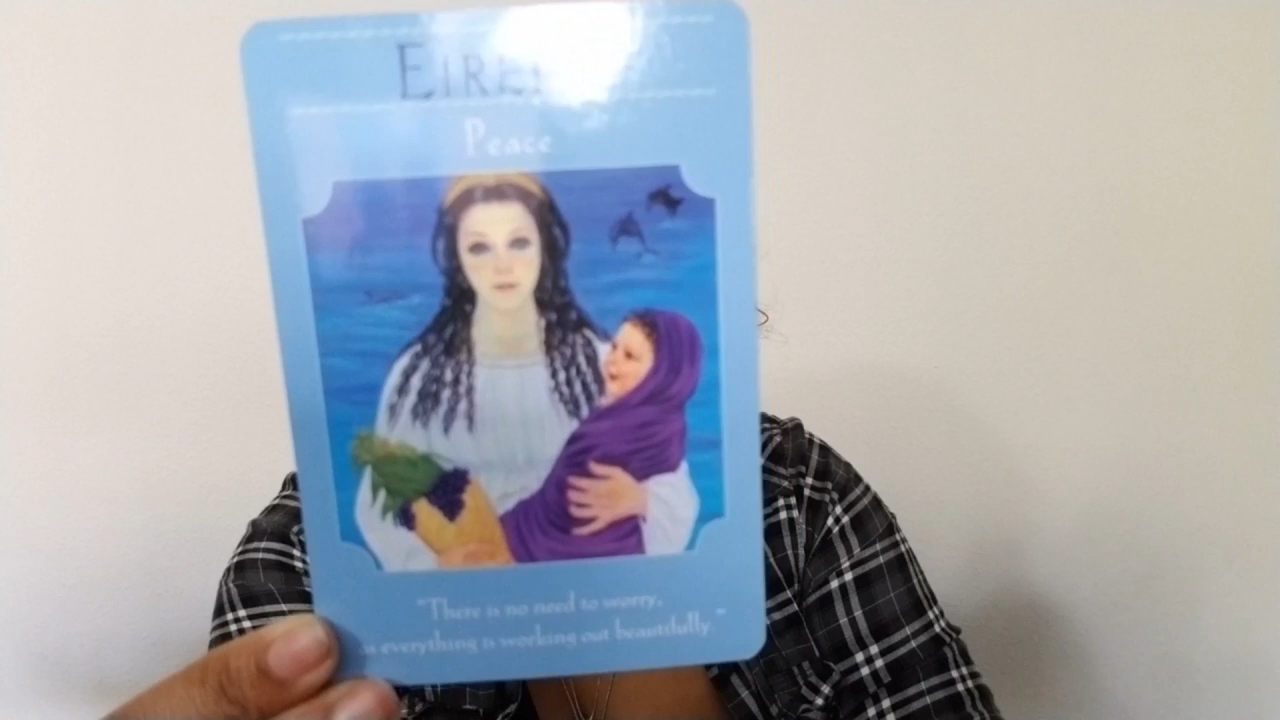 Peace
"There is no need to worry,
everything is working out beautifully."